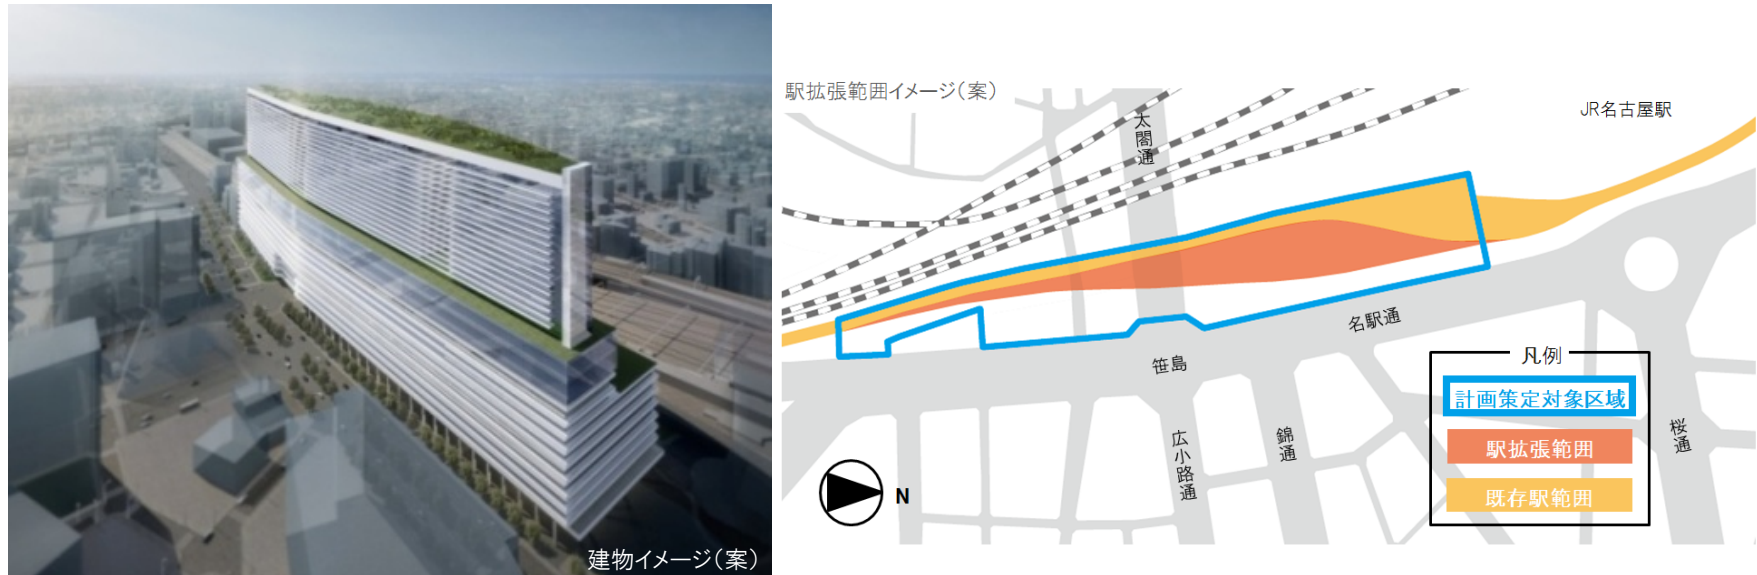 建物イメージ(案)
駅拡張範囲イメージ(案)
JR名古屋駅
太閤通
名駅通
笹島
広小路通
錦通
桜通
凡例
計画策定対象区域
駅拡張範囲
既存駅範囲
N